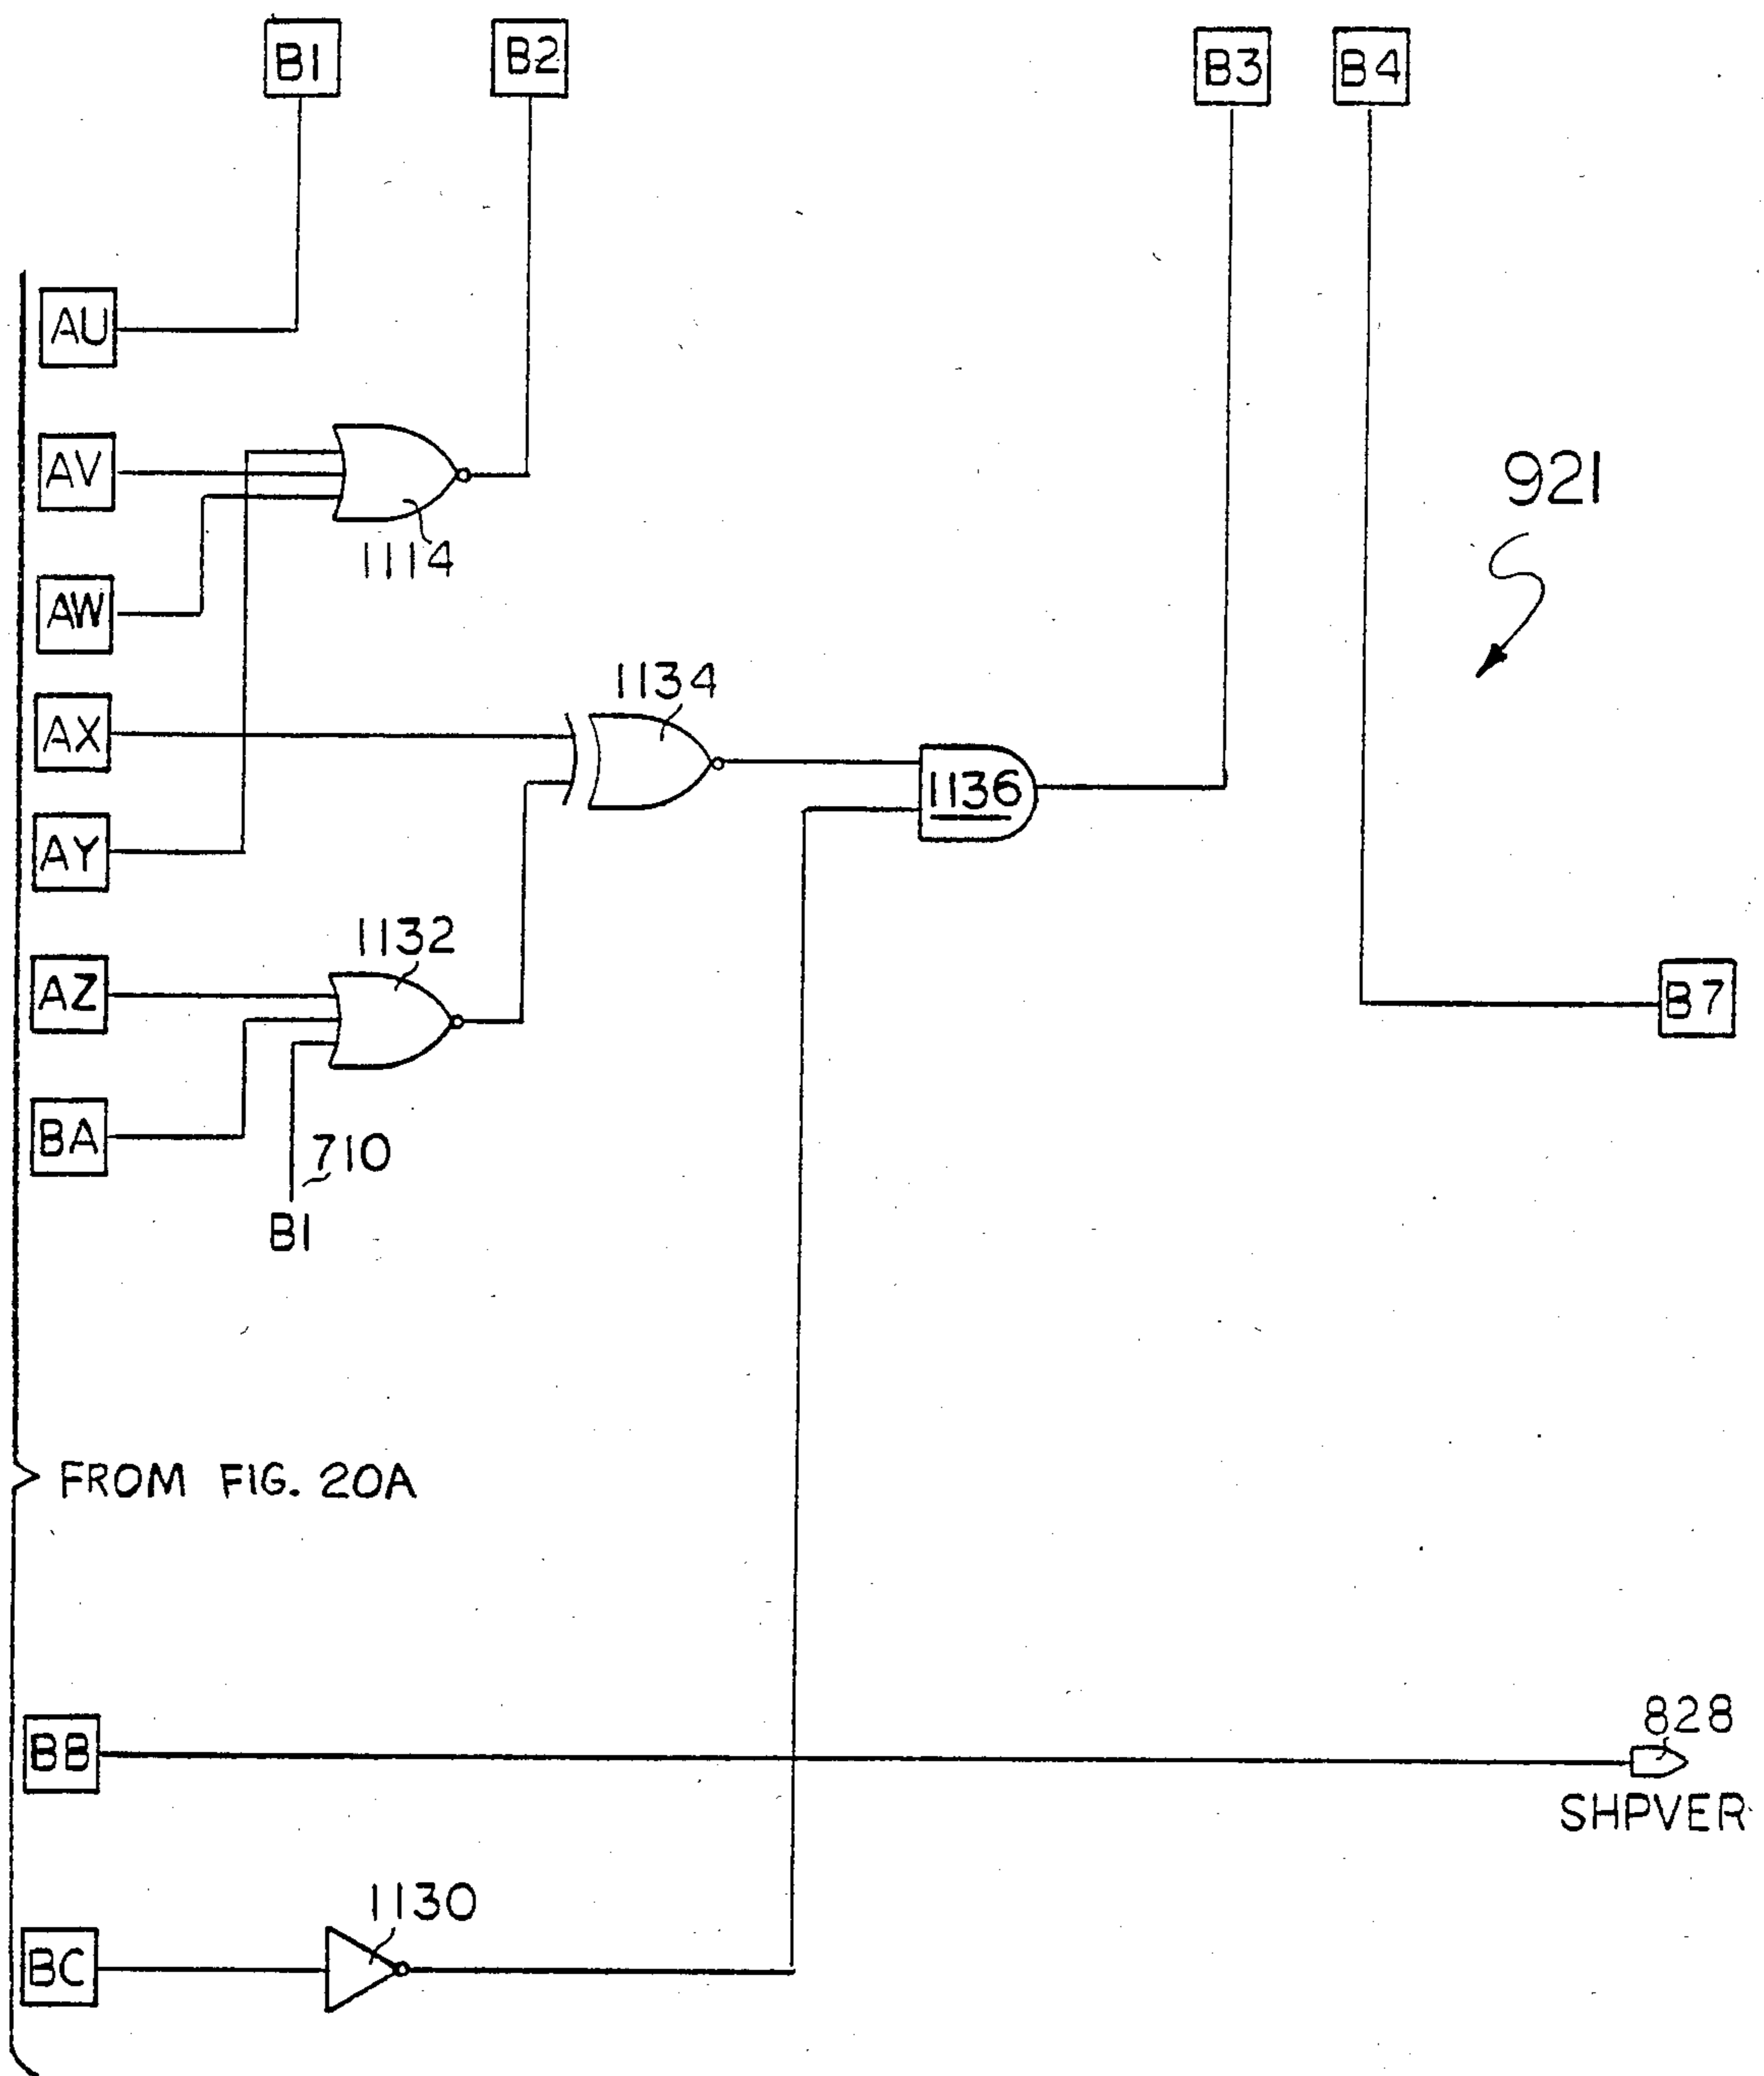 B1
B2
B3
B4
AU
AV
921
1114
AW
1134
AX
1136
AY
1132
AZ
B7
BA
710
B1
FROM FIG. 20A
828
BB
SHPVER
1130
BC